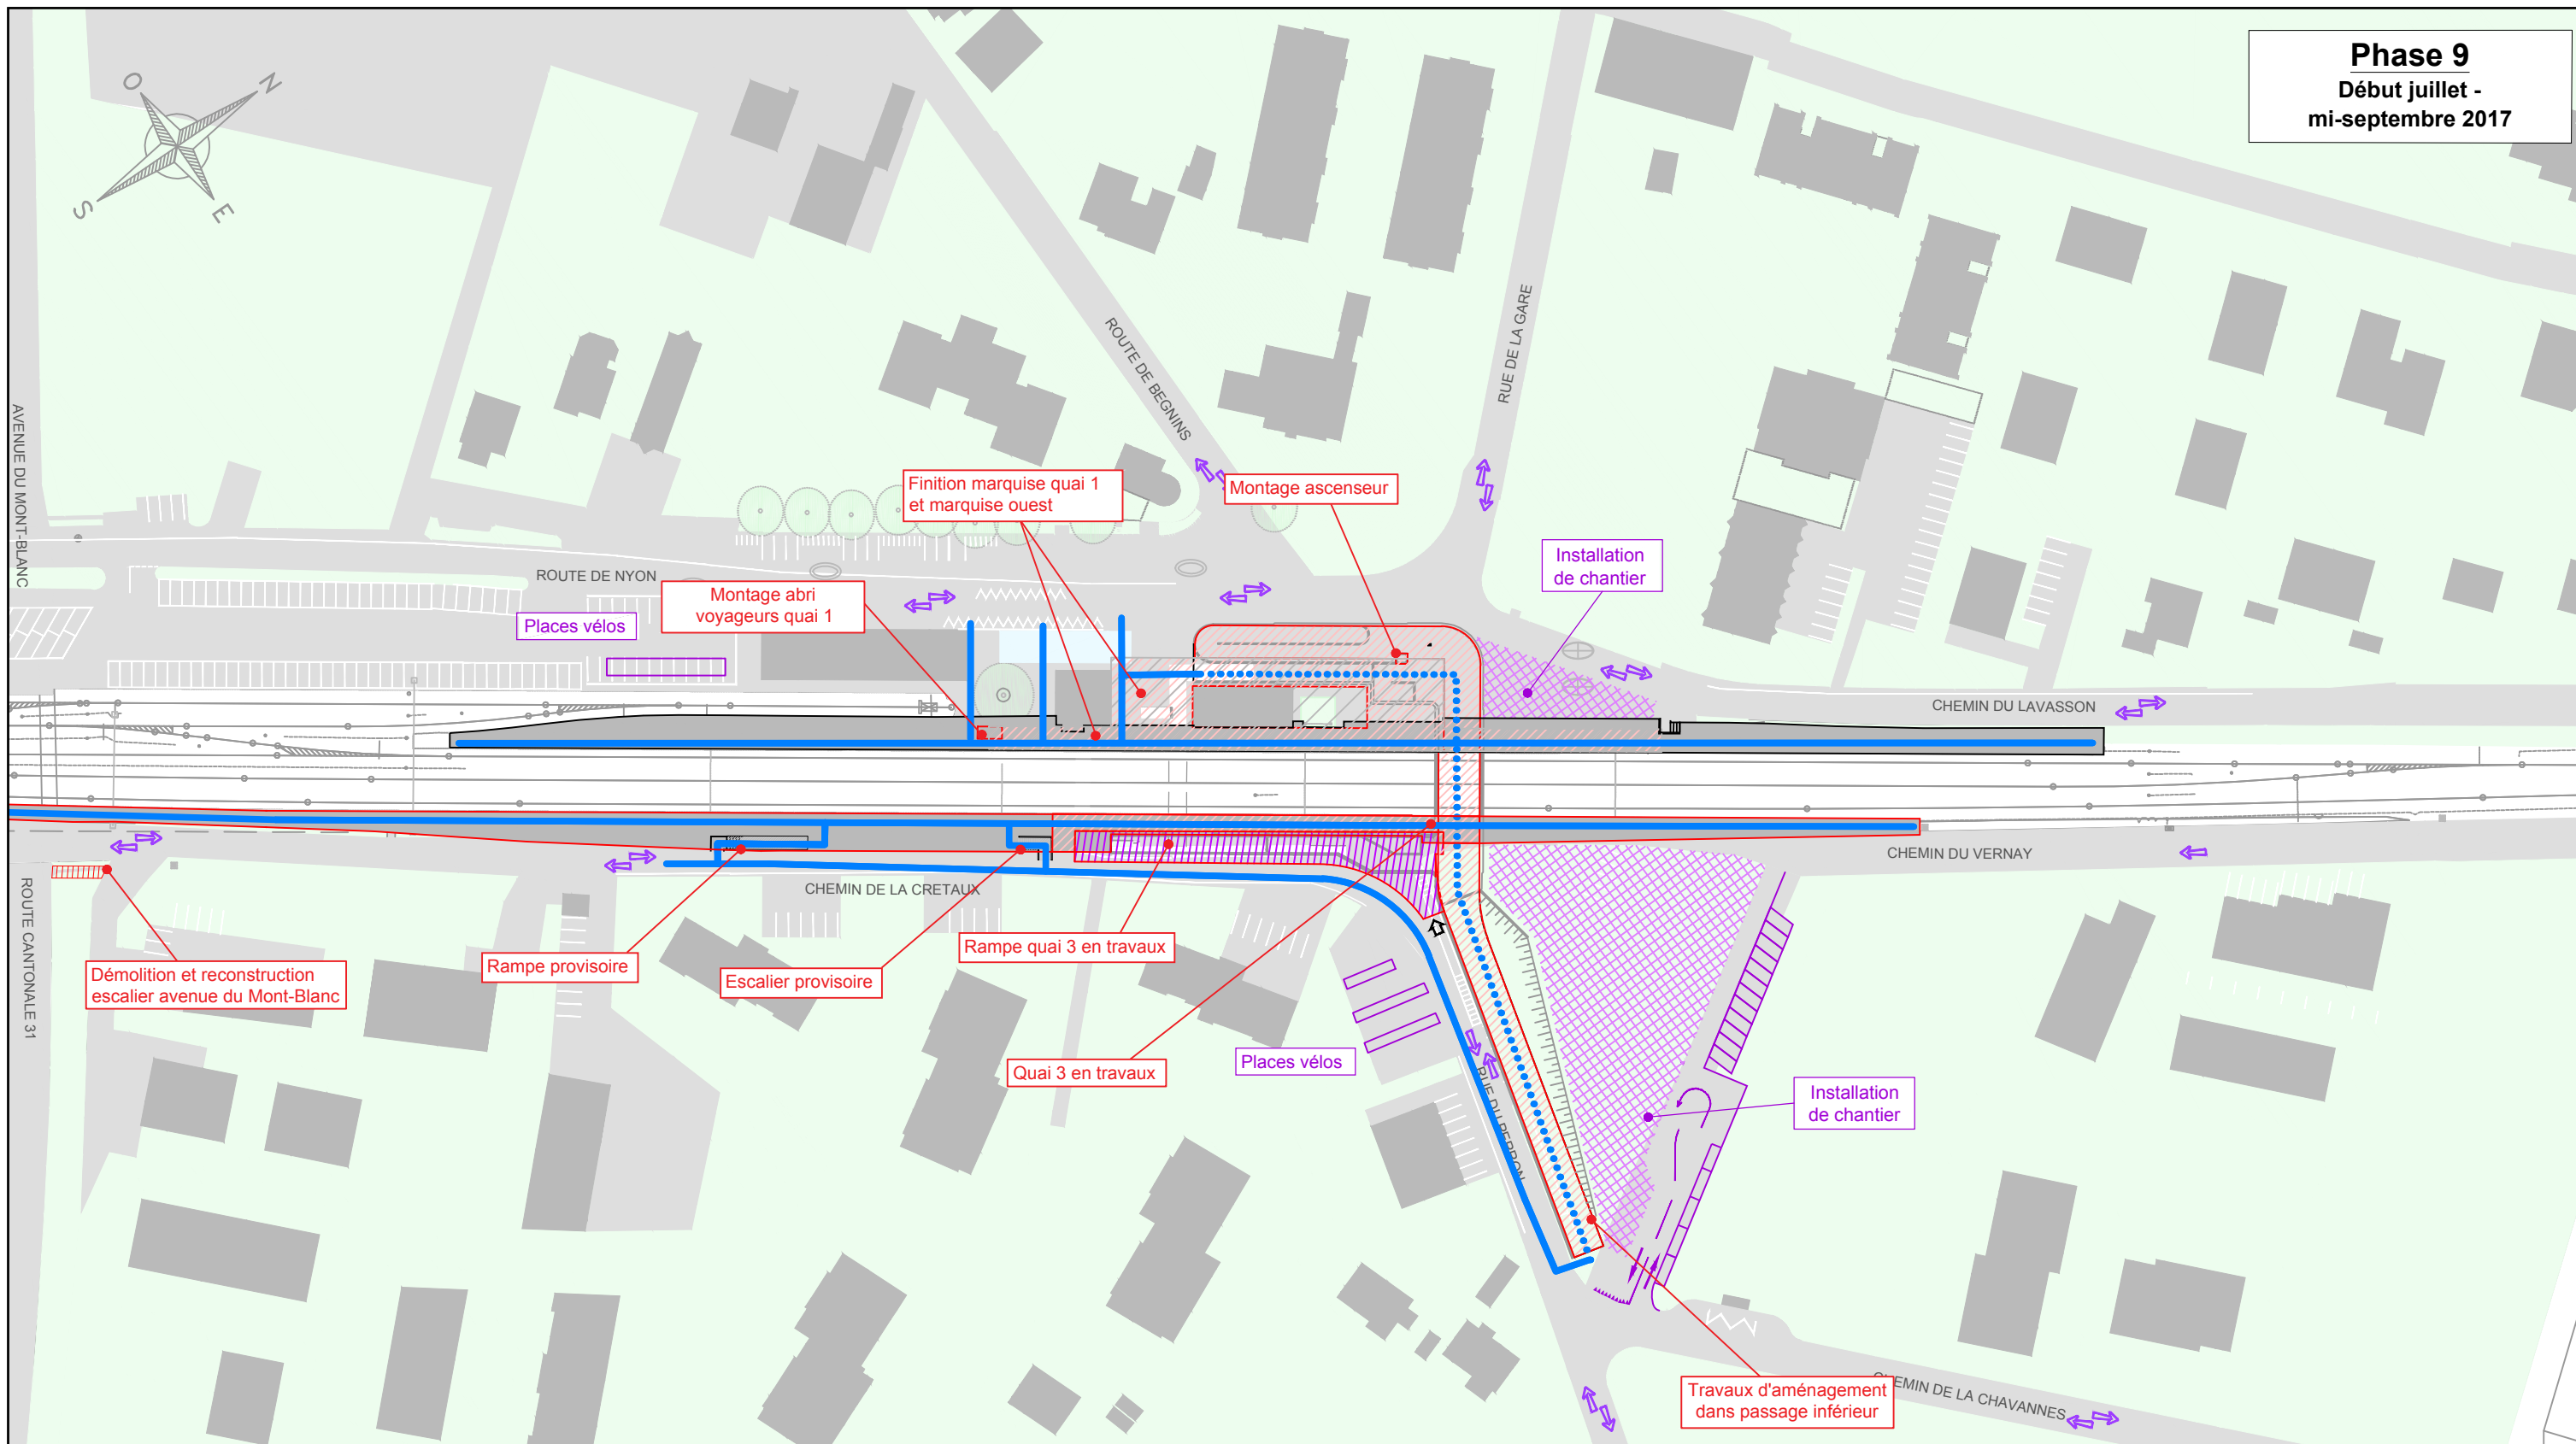 Phase 9
Début juillet -
mi-septembre 2017
O
N
S
E
AVENUE DU MONT-BLANC
ROUTE DE BEGNINS
RUE DE LA GARE
Finition marquise quai 1
et marquise ouest
Montage ascenseur
Installation
de chantier
ROUTE DE NYON
Montage abri
voyageurs quai 1
Places vélos
CHEMIN DU LAVASSON
CHEMIN DU VERNAY
CHEMIN DE LA CRETAUX
ROUTE CANTONALE 31
Démolition et reconstruction
escalier avenue du Mont-Blanc
Rampe provisoire
Escalier provisoire
Rampe quai 3 en travaux
Quai 3 en travaux
Places vélos
RUE DU PERRON
Installation
de chantier
Travaux d'aménagement
dans passage inférieur
CHEMIN DE LA CHAVANNES